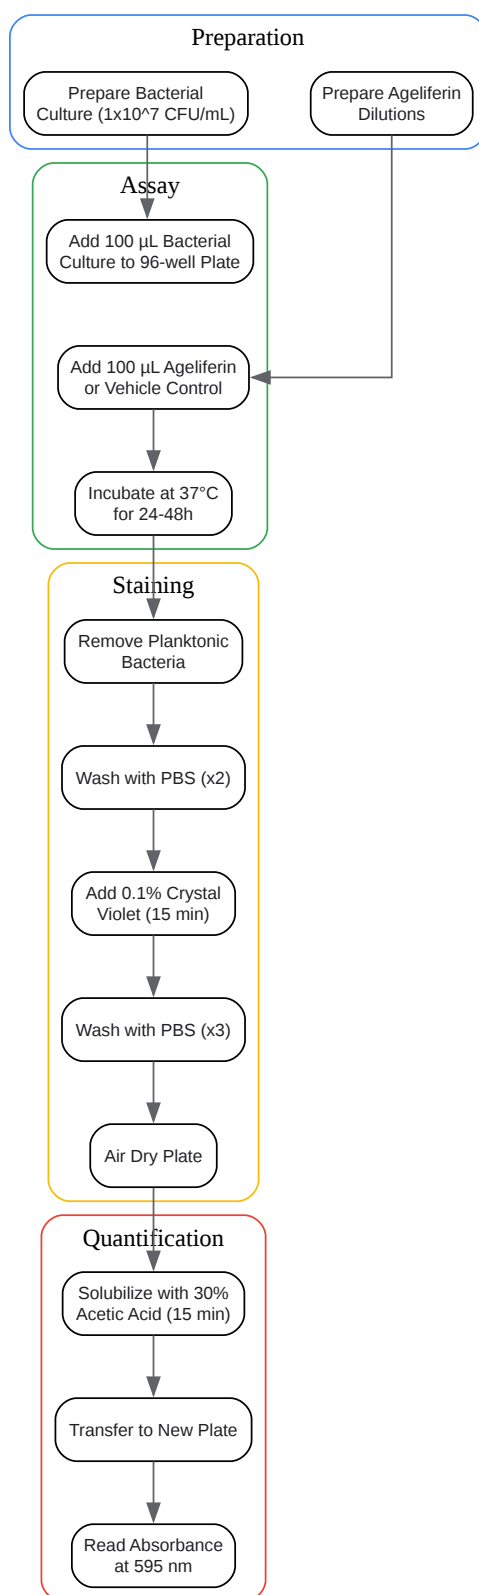 Preparation
Prepare Bacterial
Culture (1x10^7 CFU/mL)
Prepare Ageliferin
Dilutions
Assay
Add 100 µL Bacterial
Culture to 96-well Plate
Add 100 µL Ageliferin
or Vehicle Control
Incubate at 37°C
for 24-48h
Staining
Remove Planktonic
Bacteria
Wash with PBS (x2)
Add 0.1% Crystal
Violet (15 min)
Wash with PBS (x3)
Air Dry Plate
Quantification
Solubilize with 30%
Acetic Acid (15 min)
Transfer to New Plate
Read Absorbance
at 595 nm